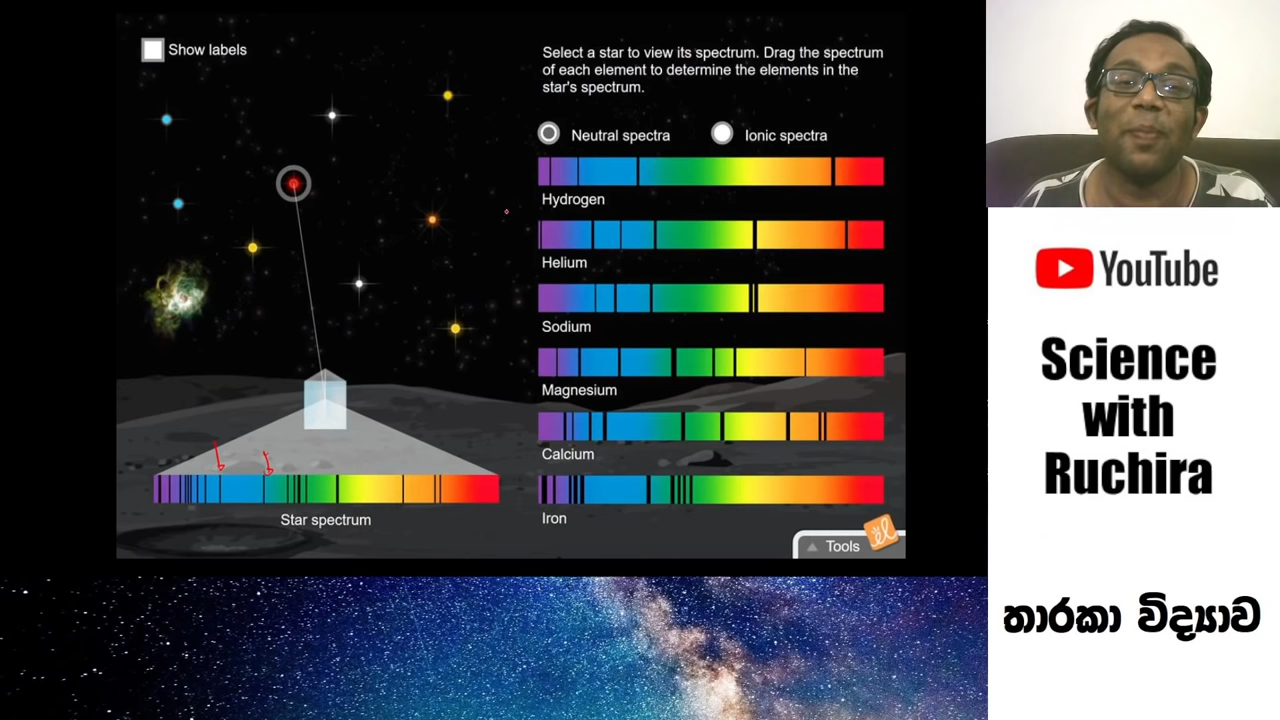 Show labels
Select a star to view its spectrum. Drag the spectrum
of each element to determine the elements in the
star's spectrum.
Neutral spectra
Ionic spectra
Hydrogen
Helium
Sodium
Magnesium
Calcium
Iron
Star spectrum
Tools
el
YouTube
Science
with
Ruchira
තාරකා විද්‍යාව